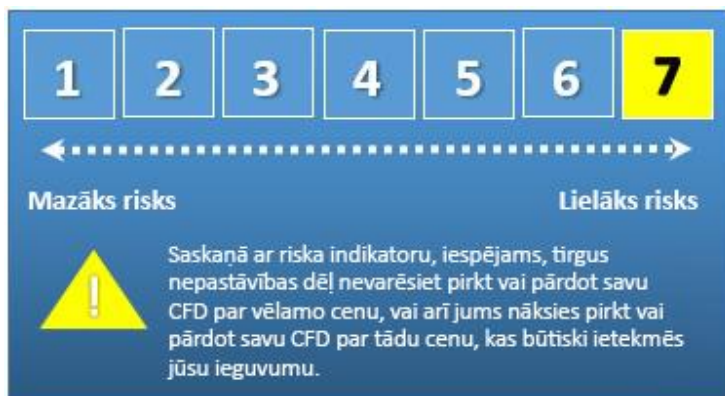 1 2 3 4 5 6 7
Mazāks risks Lielāks risks
!
Saskaņā ar riska indikatoru, iespējams, tirgus
nepastāvības dēļ nevarēsiet pirkt vai pārdot savu
CFD par vēlamo cenu, vai arī jums nāksies pirkt vai
pārdot savu CFD par tādu cenu, kas būtiski ietekmēs
jūsu ieguvumu.